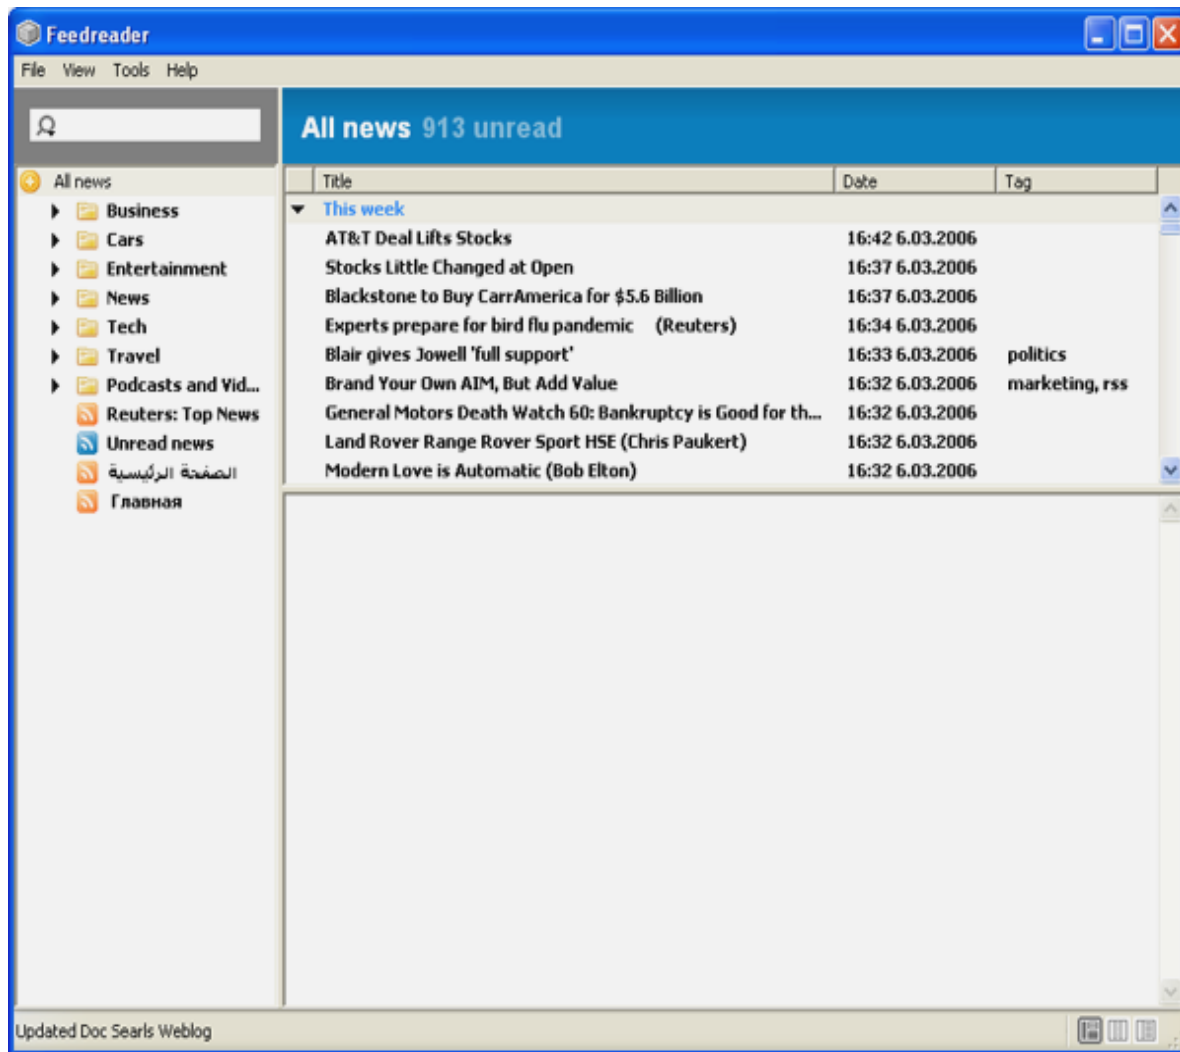 Feedreader
File View Tools Help
All news 913 unread
All news
Business
Cars
Entertainment
News
Tech
Travel
Podcasts and Vid...
Reuters: Top News
Unread news
الصفحة الرئيسية
Главная
Title Date Tag
This week
AT&T Deal Lifts Stocks 16:42 6.03.2006
Stocks Little Changed at Open 16:37 6.03.2006
Blackstone to Buy CarrAmerica for $5.6 Billion 16:37 6.03.2006
Experts prepare for bird flu pandemic (Reuters) 16:34 6.03.2006
Blair gives Jowell 'full support' 16:33 6.03.2006 politics
Brand Your Own AIM, But Add Value 16:32 6.03.2006 marketing, rss
General Motors Death Watch 60: Bankruptcy is Good for th... 16:32 6.03.2006
Land Rover Range Rover Sport HSE (Chris Paukert) 16:32 6.03.2006
Modern Love is Automatic (Bob Elton) 16:32 6.03.2006
Updated Doc Searls Weblog